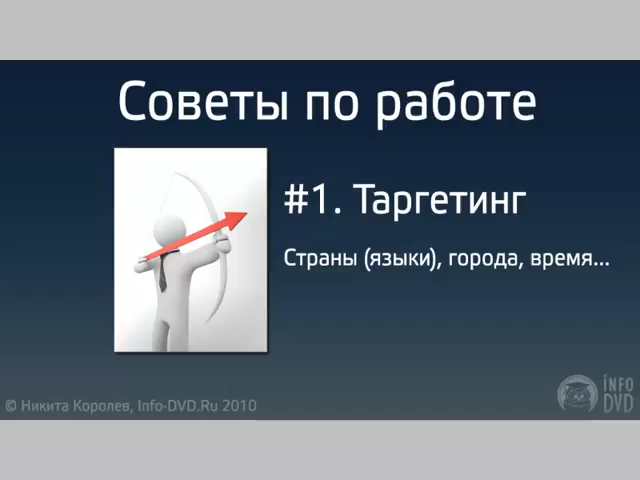 Советы по работе
#1. Таргетинг
Страны (языки), города, время...
© Никита Королев, Info-DVD.Ru 2010
INFO
DVD